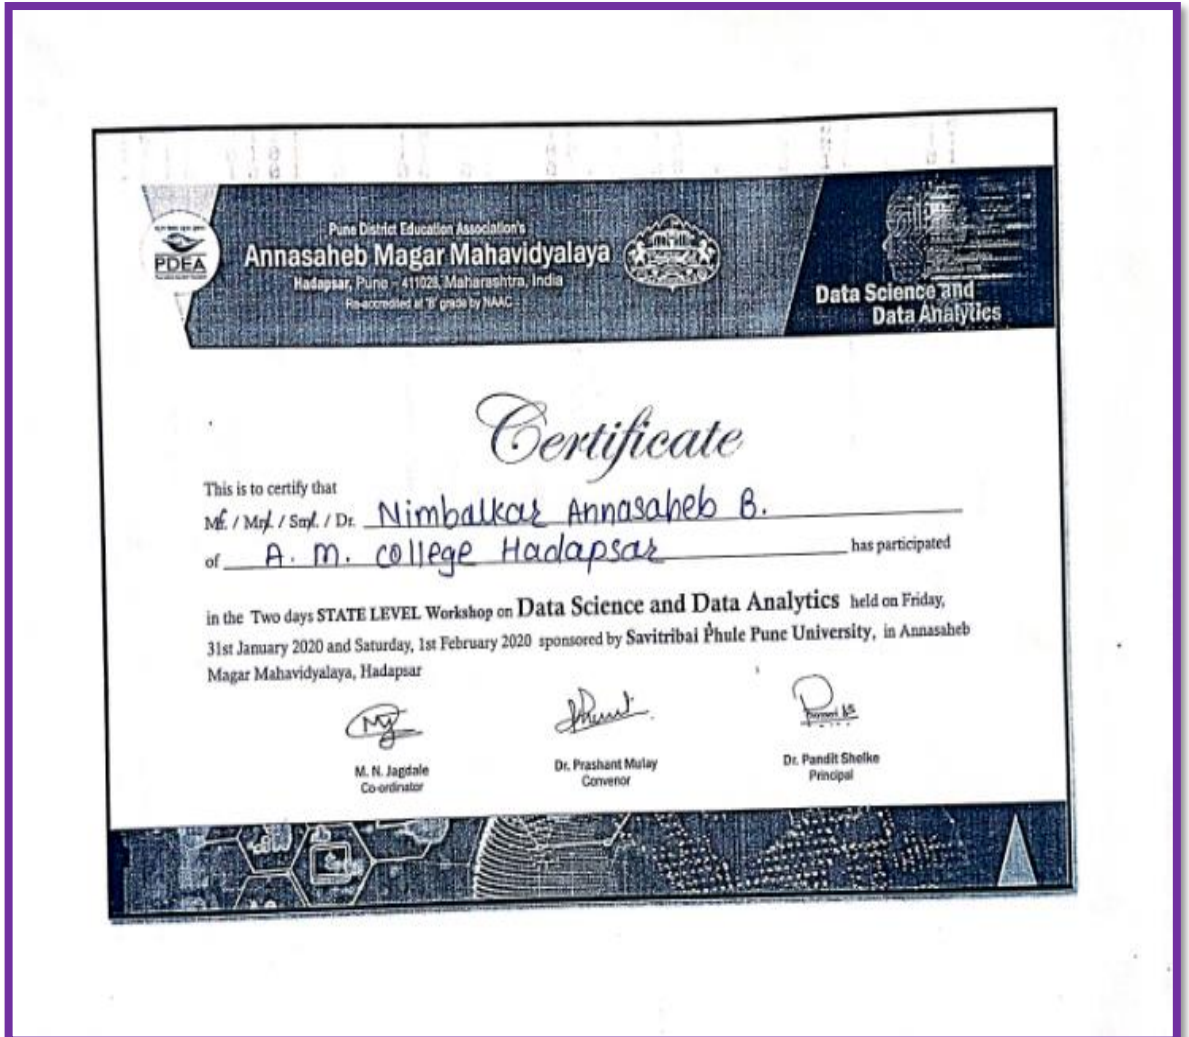 Pune District Education Association's
Annasaheb Magar Mahavidyalaya
Hadapsar, Pune - 411028, Maharashtra, India
Re-accredited at 'B' grade by NAAC
PDEA
Data Science and
Data Analytics
Certificate
This is to certify that
Mr. / Mrs. / Smt. / Dr. Nimbalkar Annasaheb B.
of A. M. college Hadapsar has participated
in the Two days STATE LEVEL Workshop on Data Science and Data Analytics held on Friday,
31st January 2020 and Saturday, 1st February 2020 sponsored by Savitribai Phule Pune University, in Annasaheb
Magar Mahavidyalaya, Hadapsar
M. N. Jagdale
Co-ordinator
Dr. Prashant Mulay
Convenor
Dr. Pandit Shelke
Principal